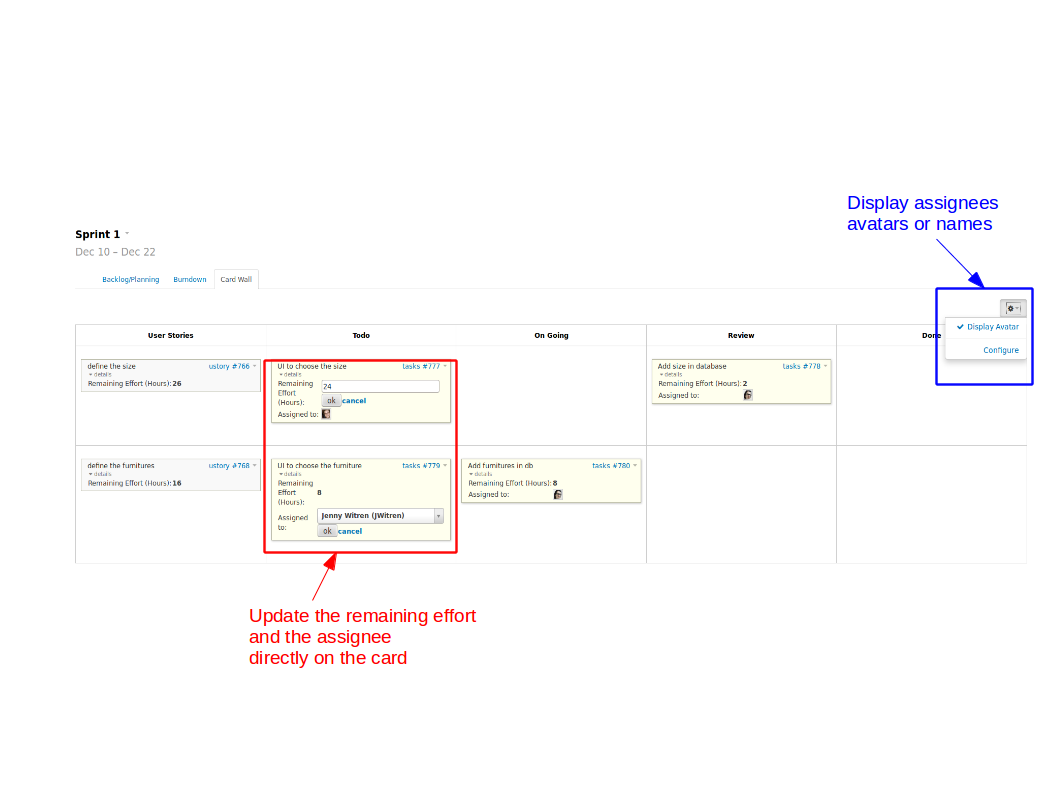 Display assignees
avatars or names
Sprint 1
Dec 10 – Dec 22
Backlog/Planning Burndown Card Wall
Display Avatar
Configure
User Stories Todo On Going Review Done
define the size ustory #766
details
Remaining Effort (Hours): 26
UI to choose the size tasks #777
details
Remaining
Effort
(Hours):
24
ok cancel
Assigned to:
Add size in database tasks #778
details
Remaining Effort (Hours): 2
Assigned to:
define the furnitures ustory #768
details
Remaining Effort (Hours): 16
UI to choose the furniture tasks #779
details
Remaining
Effort
(Hours):
8
Assigned
to:
Jenny Witren (JWitren)
ok cancel
Add furnitures in db tasks #780
details
Remaining Effort (Hours): 8
Assigned to:
Update the remaining effort
and the assignee
directly on the card